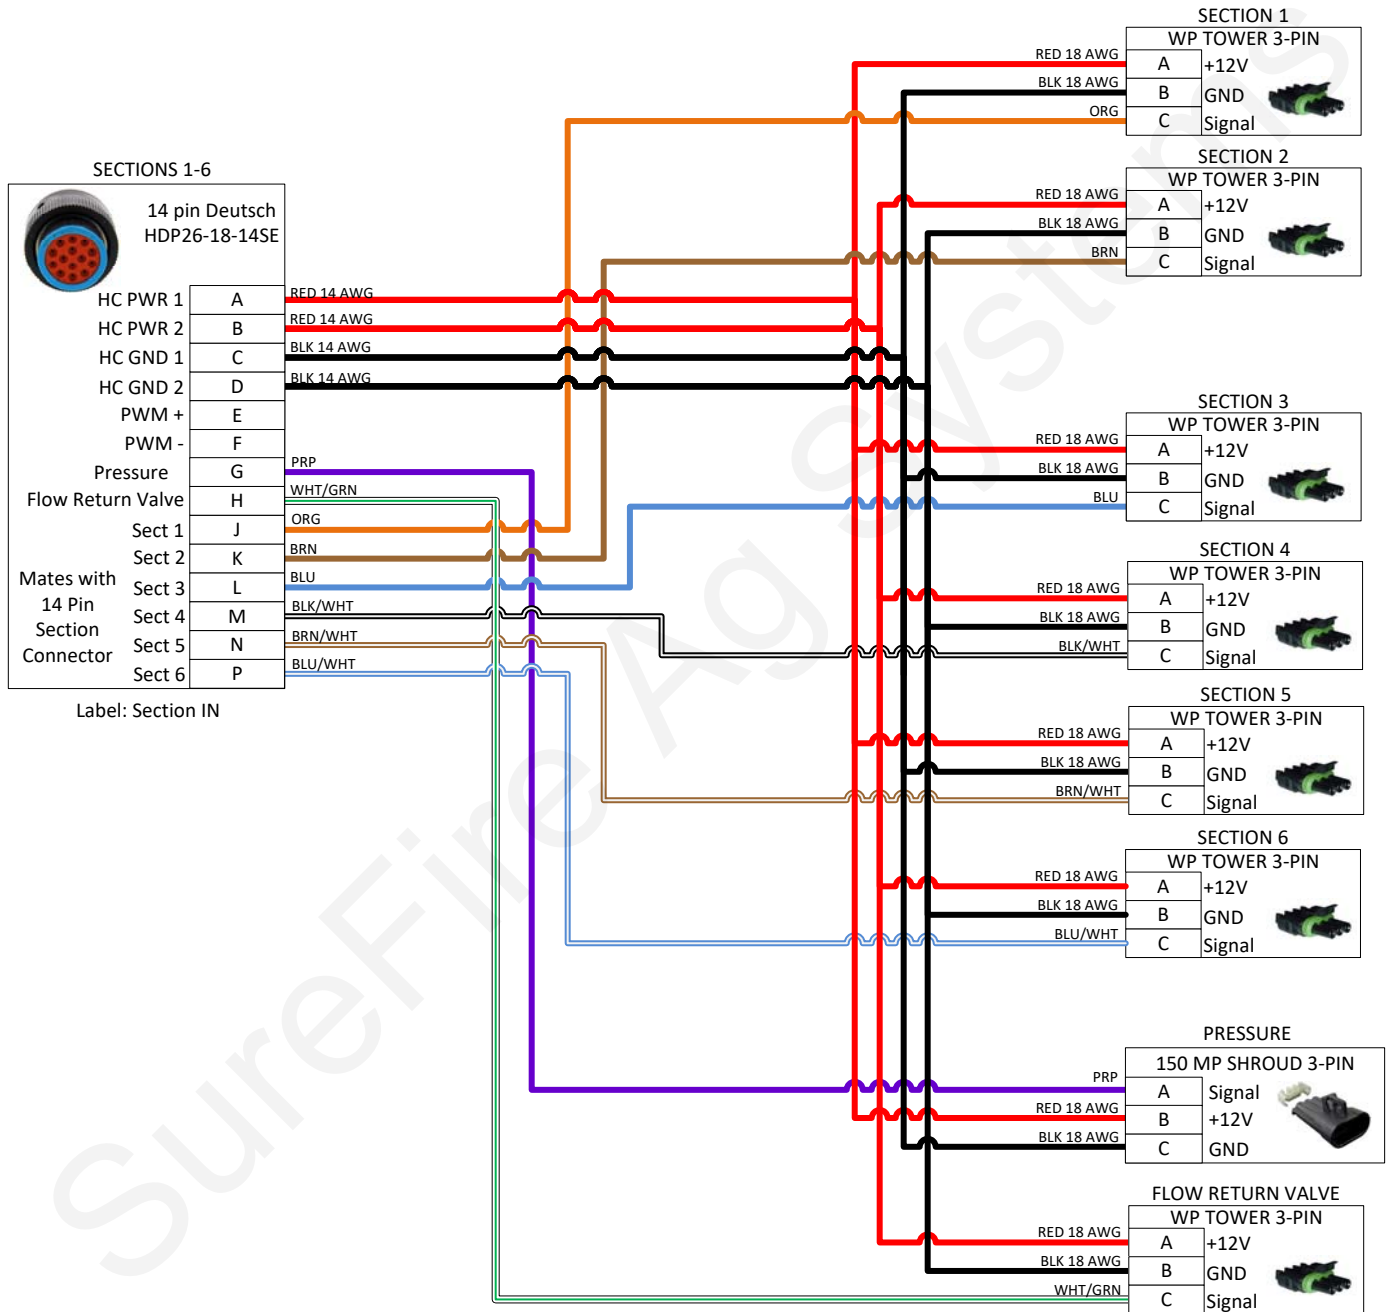 SECTIONS 1-6
14 pin Deutsch
HDP26-18-14SE
HC PWR 1 A RED 14 AWG
HC PWR 2 B RED 14 AWG
HC GND 1 C BLK 14 AWG
HC GND 2 D BLK 14 AWG
PWM + E
PWM - F
Pressure G PRP
Flow Return Valve H WHT/GRN
Sect 1 J ORG
Sect 2 K BRN
Sect 3 L BLU
Sect 4 M BLK/WHT
Sect 5 N BRN/WHT
Sect 6 P BLU/WHT
Mates with
14 Pin
Section
Connector
Label: Section IN
SECTION 1
WP TOWER 3-PIN
RED 18 AWG A +12V
BLK 18 AWG B GND
ORG C Signal
SECTION 2
WP TOWER 3-PIN
RED 18 AWG A +12V
BLK 18 AWG B GND
BRN C Signal
SECTION 3
WP TOWER 3-PIN
RED 18 AWG A +12V
BLK 18 AWG B GND
BLU C Signal
SECTION 4
WP TOWER 3-PIN
RED 18 AWG A +12V
BLK 18 AWG B GND
BLK/WHT C Signal
SECTION 5
WP TOWER 3-PIN
RED 18 AWG A +12V
BLK 18 AWG B GND
BRN/WHT C Signal
SECTION 6
WP TOWER 3-PIN
RED 18 AWG A +12V
BLK 18 AWG B GND
BLU/WHT C Signal
PRESSURE
150 MP SHROUD 3-PIN
PRP A Signal
RED 18 AWG B +12V
BLK 18 AWG C GND
FLOW RETURN VALVE
WP TOWER 3-PIN
RED 18 AWG A +12V
BLK 18 AWG B GND
WHT/GRN C Signal
SureFire Ag Systems